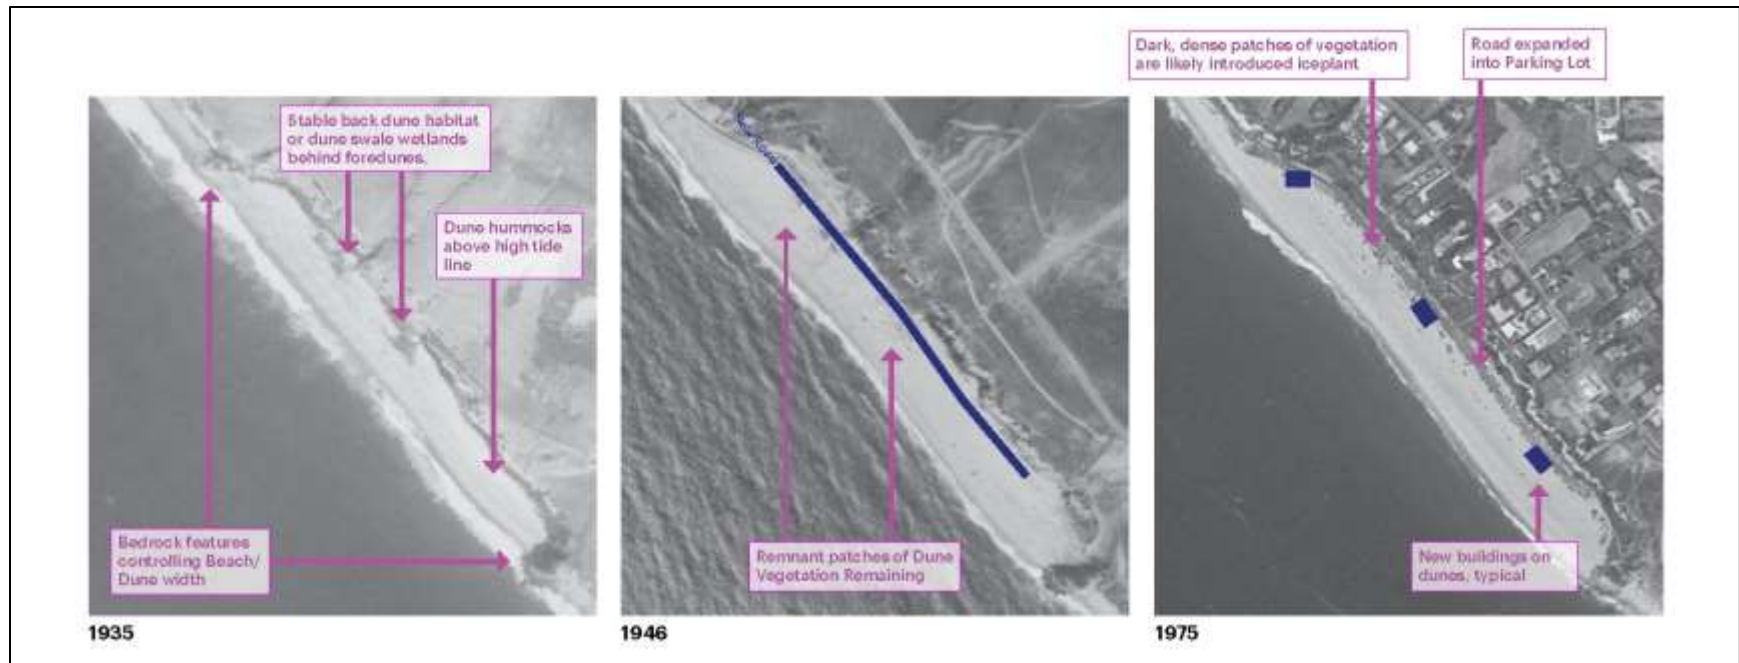 Stable back dune habitat
or dune swale wetlands
behind foredunes.
Dune hummocks
above high tide
line
Bedrock features
controlling Beach/
Dune width
1935
New Road
Remnant patches of Dune
Vegetation Remaining
1946
Dark, dense patches of vegetation
are likely introduced iceplant
Road expanded
into Parking Lot
New buildings on
dunes, typical
1975